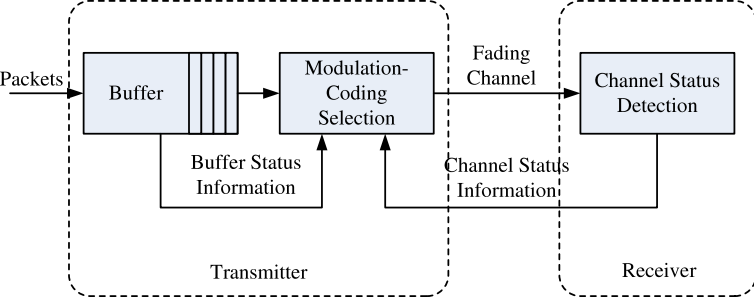 Packets
Buffer
Modulation-
Coding
Selection
Fading
Channel
Channel Status
Detection
Buffer Status
Information
Channel Status
Information
Transmitter
Receiver